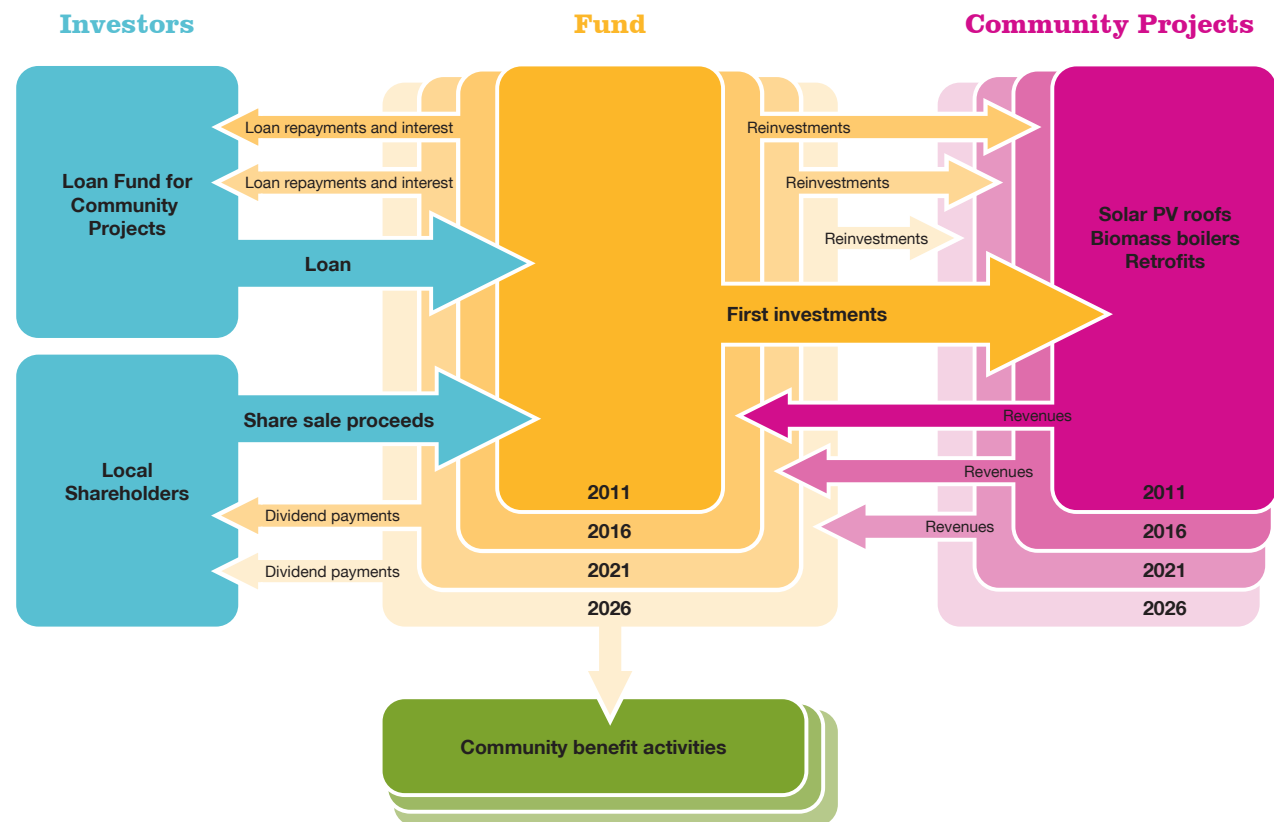 Investors
Fund
Community Projects
Loan repayments and interest
Reinvestments
Loan repayments and interest
Reinvestments
Loan Fund for
Community
Projects
Solar PV roofs
Biomass boilers
Retrofits
Reinvestments
Loan
First investments
Share sale proceeds
Revenues
Local
Shareholders
Revenues
2011
2011
Dividend payments
Revenues
2016
2016
Dividend payments
2021
2021
2026
2026
Community benefit activities